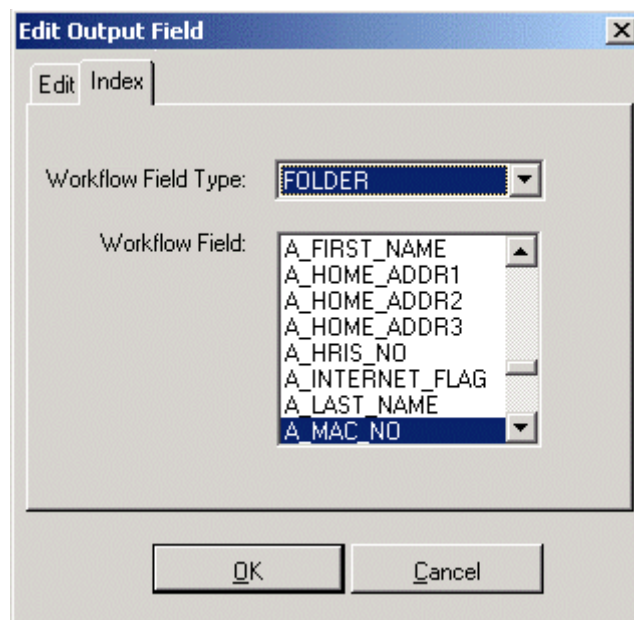 Edit Output Field
Edit Index
Workflow Field Type: FOLDER
Workflow Field:
A_FIRST_NAME
A_HOME_ADDR1
A_HOME_ADDR2
A_HOME_ADDR3
A_HRIS_NO
A_INTERNET_FLAG
A_LAST_NAME
A_MAC_NO
OK Cancel